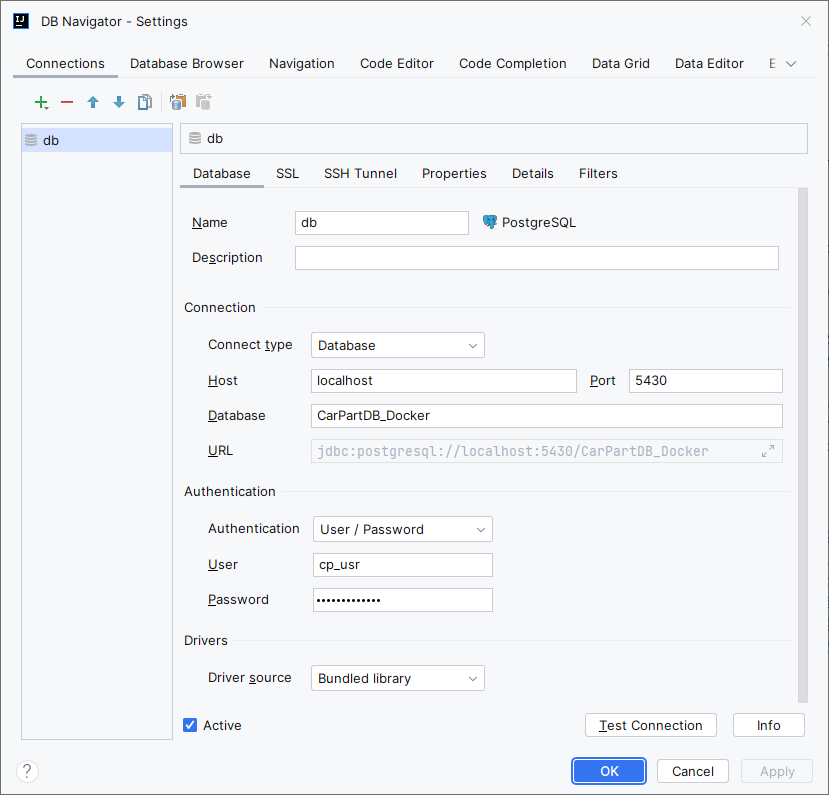 DB Navigator - Settings
Connections Database Browser Navigation Code Editor Code Completion Data Grid Data Editor E
db
db
Database SSL SSH Tunnel Properties Details Filters
Name db PostgreSQL
Description
Connection
Connect type Database
Host localhost Port 5430
Database CarPartDB_Docker
URL jdbc:postgresql://localhost:5430/CarPartDB_Docker
Authentication
Authentication User / Password
User cp_usr
Password •••••••••••••
Drivers
Driver source Bundled library
Active Test Connection Info
? OK Cancel Apply